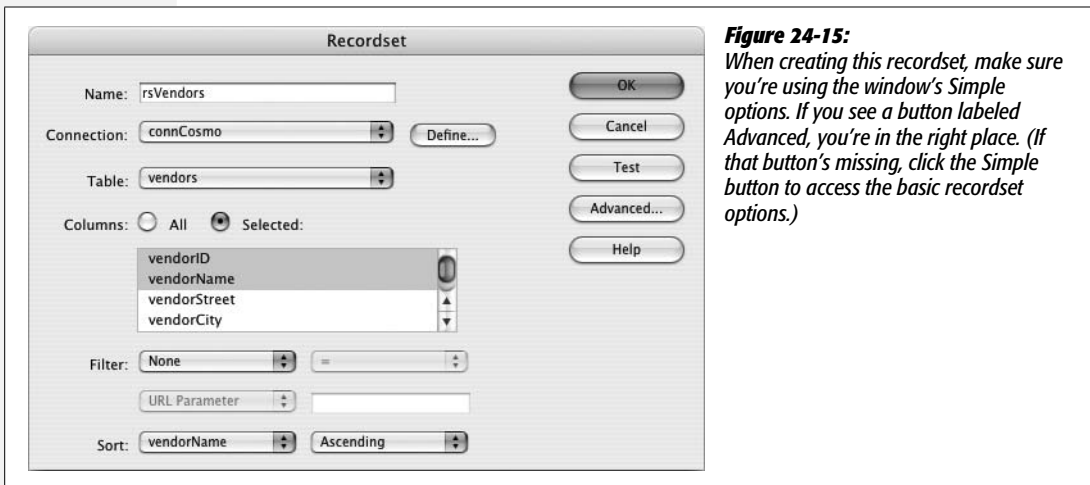 Recordset
Name: rsVendors
Connection: connCosmo Define...
Table: vendors
Columns: All Selected:
vendorID
vendorName
vendorStreet
vendorCity
Filter: None =
URL Parameter
Sort: vendorName Ascending
OK
Cancel
Test
Advanced...
Help
Figure 24-15:
When creating this recordset, make sure
you're using the window's Simple
options. If you see a button labeled
Advanced, you're in the right place. (If
that button's missing, click the Simple
button to access the basic recordset
options.)